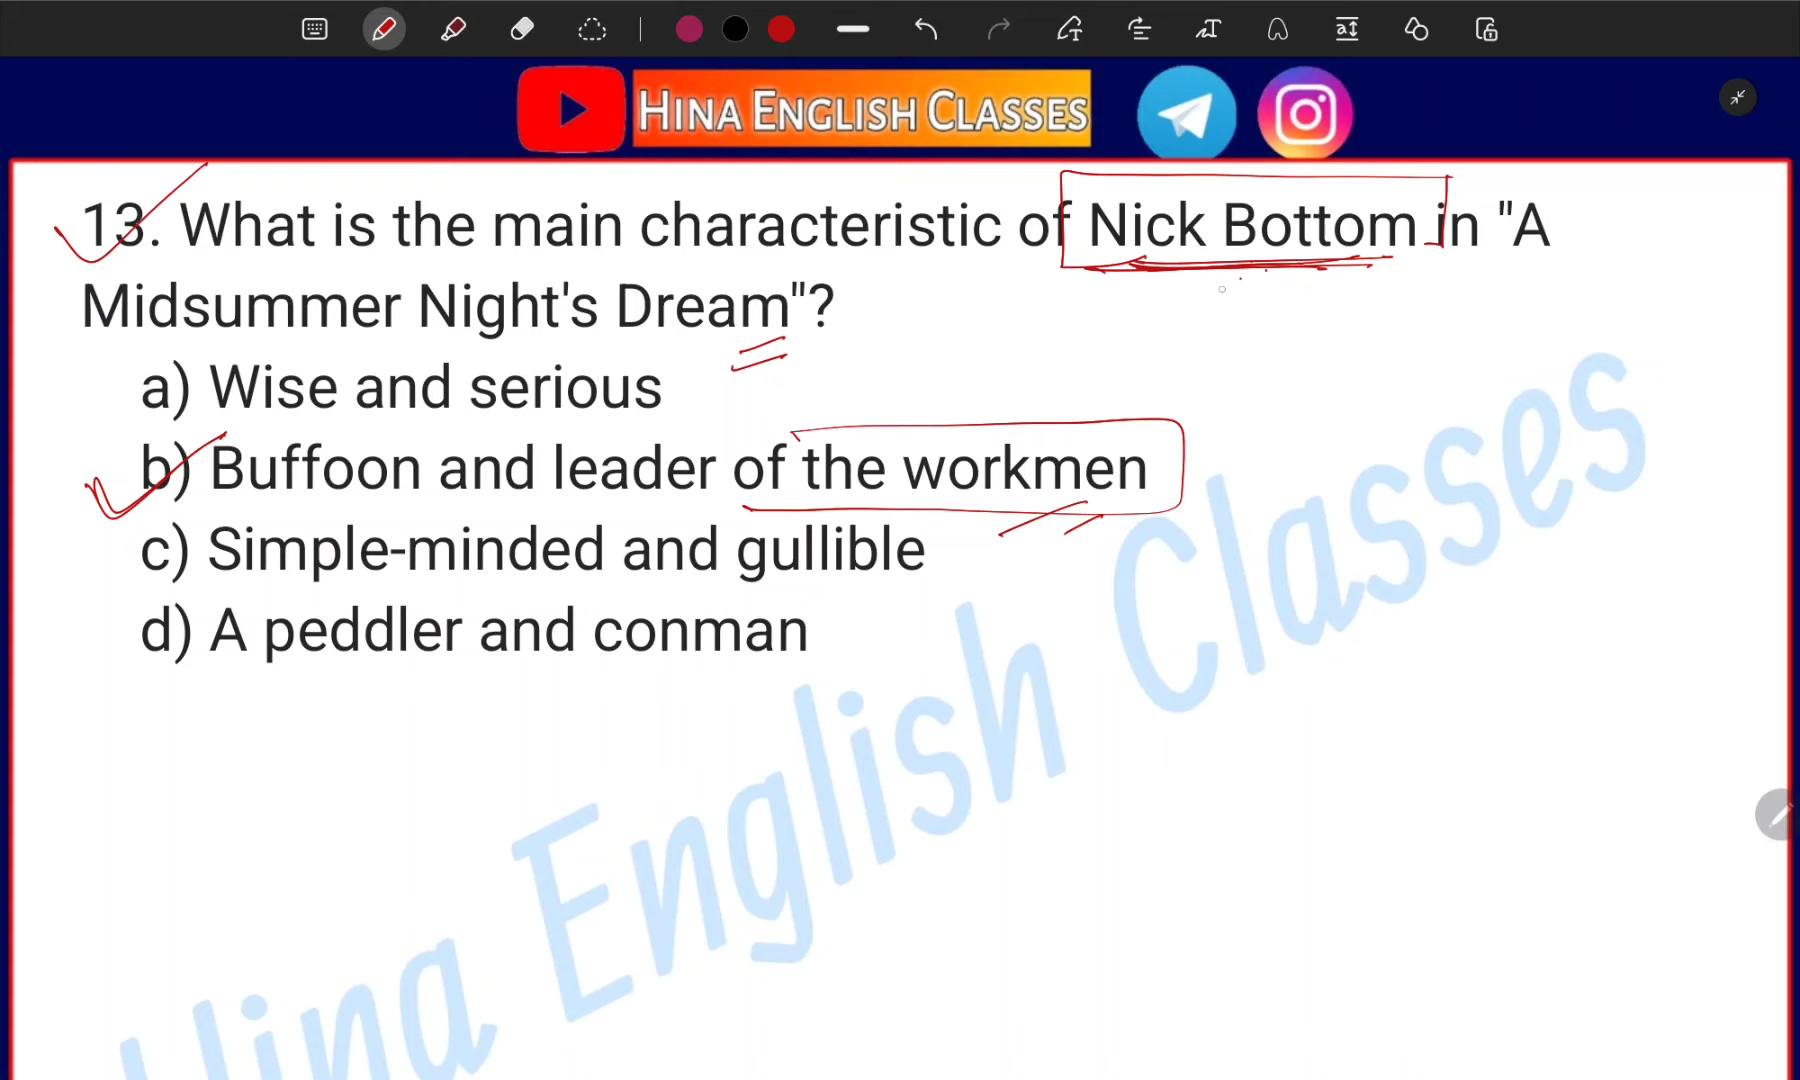 HINA ENGLISH CLASSES
13. What is the main characteristic of Nick Bottom in "A
Midsummer Night's Dream"?
a) Wise and serious
b) Buffoon and leader of the workmen
c) Simple-minded and gullible
d) A peddler and conman
Hina English Classes